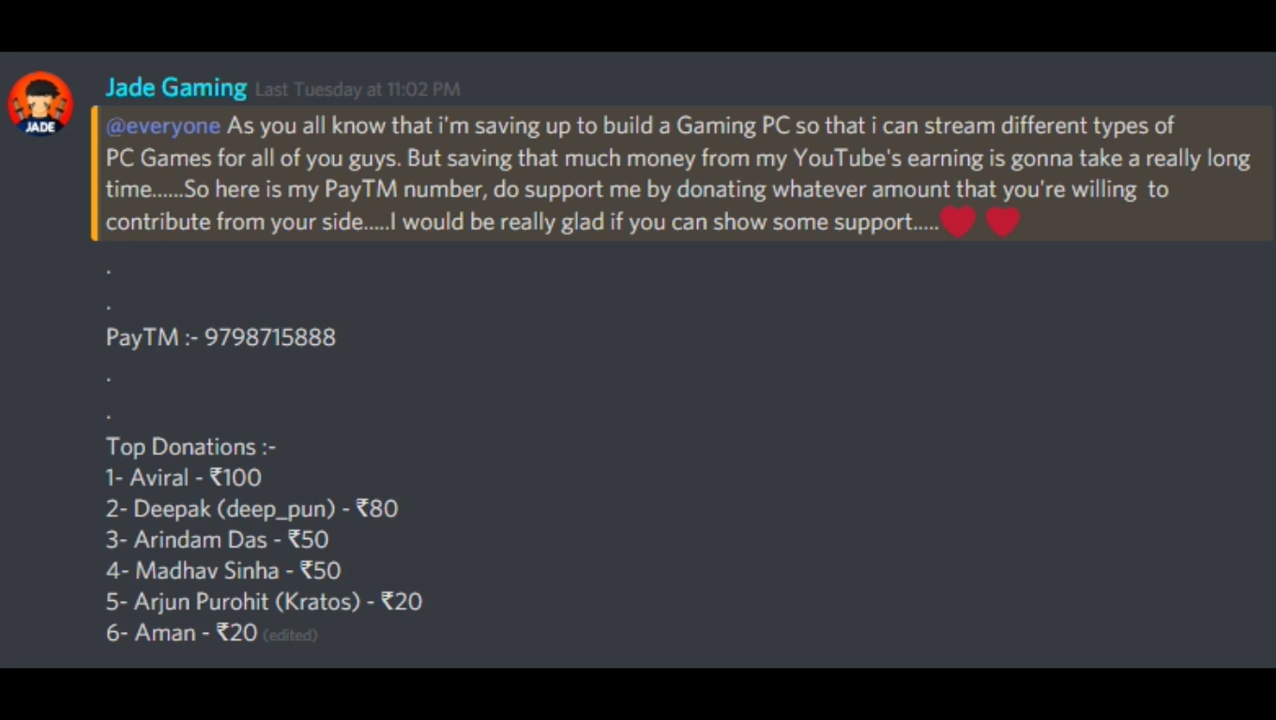 Jade Gaming Last Tuesday at 11:02 PM
@everyone As you all know that i'm saving up to build a Gaming PC so that i can stream different types of
PC Games for all of you guys. But saving that much money from my YouTube's earning is gonna take a really long
time......So here is my PayTM number, do support me by donating whatever amount that you're willing to
contribute from your side.....I would be really glad if you can show some support.....❤️ ❤️
.
.
PayTM :- 9798715888
.
.
Top Donations :-
1- Aviral - ₹100
2- Deepak (deep_pun) - ₹80
3- Arindam Das - ₹50
4- Madhav Sinha - ₹50
5- Arjun Purohit (Kratos) - ₹20
6- Aman - ₹20 (edited)
JADE